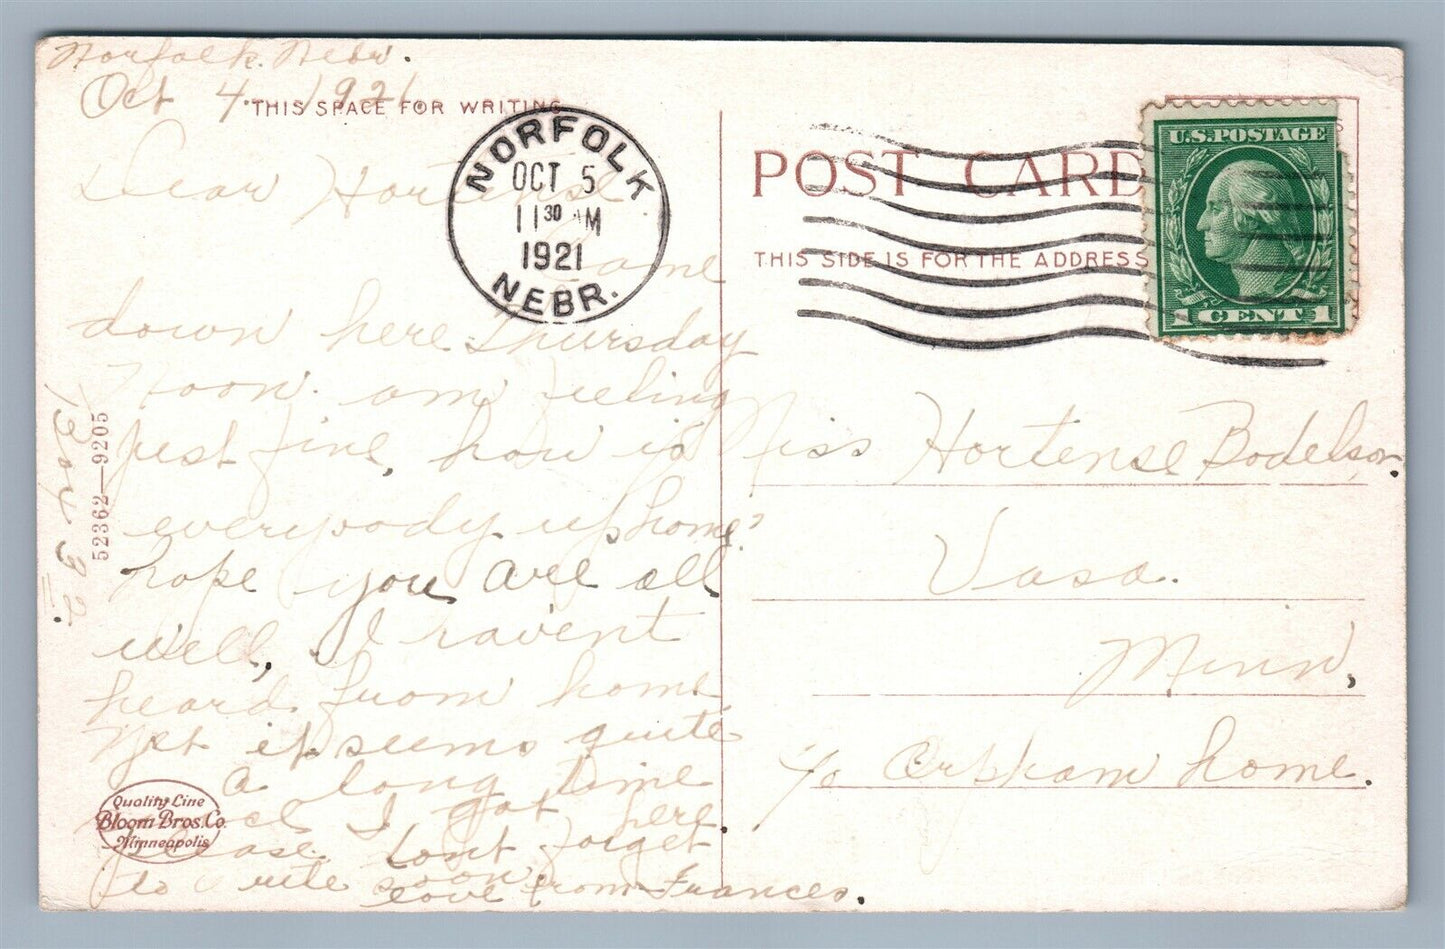 Norfolk. Nebr.
Oct 4. 1921.
THIS SPACE FOR WRITING
Dear Hortense
Came
down here Thursday
Noon. am feeling
just fine, how is
everybody up home?
hope you are all
well, I havent
heard from home
yet it seems quite
a long time
since I got here.
please dont forget
to write soon
love from Frances.
Box 92.
52362—9205
Quality Line
Bloom Bros. Co.
Minneapolis
NORFOLK
OCT 5
11 30 AM
1921
NEBR.
POST CARD
THIS SIDE IS FOR THE ADDRESS
U.S. POSTAGE
1 CENT 1
Miss Hortense Bodelson.
Vasa.
Minn.
c/o Orphan home.